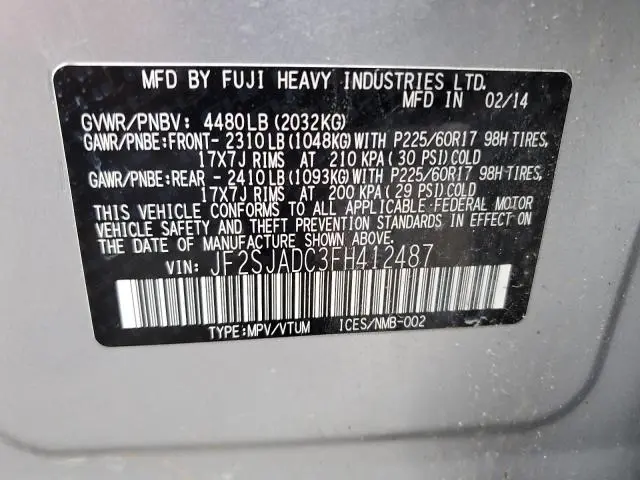 MFD BY FUJI HEAVY INDUSTRIES LTD.
MFD IN 02/14
GVWR/PNBV: 4480LB (2032KG)
GAWR/PNBE:FRONT- 2310 LB (1048KG) WITH P225/60R17 98H TIRES,
17X7J RIMS AT 210 KPA ( 30 PSI) COLD
GAWR/PNBE:REAR - 2410 LB (1093KG) WITH P225/60R17 98H TIRES,
17X7J RIMS AT 200 KPA ( 29 PSI) COLD
THIS VEHICLE CONFORMS TO ALL APPLICABLE FEDERAL MOTOR
VEHICLE SAFETY AND THEFT PREVENTION STANDARDS IN EFFECT ON
THE DATE OF MANUFACTURE SHOWN ABOVE.
VIN: JF2SJADC3FH412487
TYPE:MPV/VTUM ICES/NMB-002